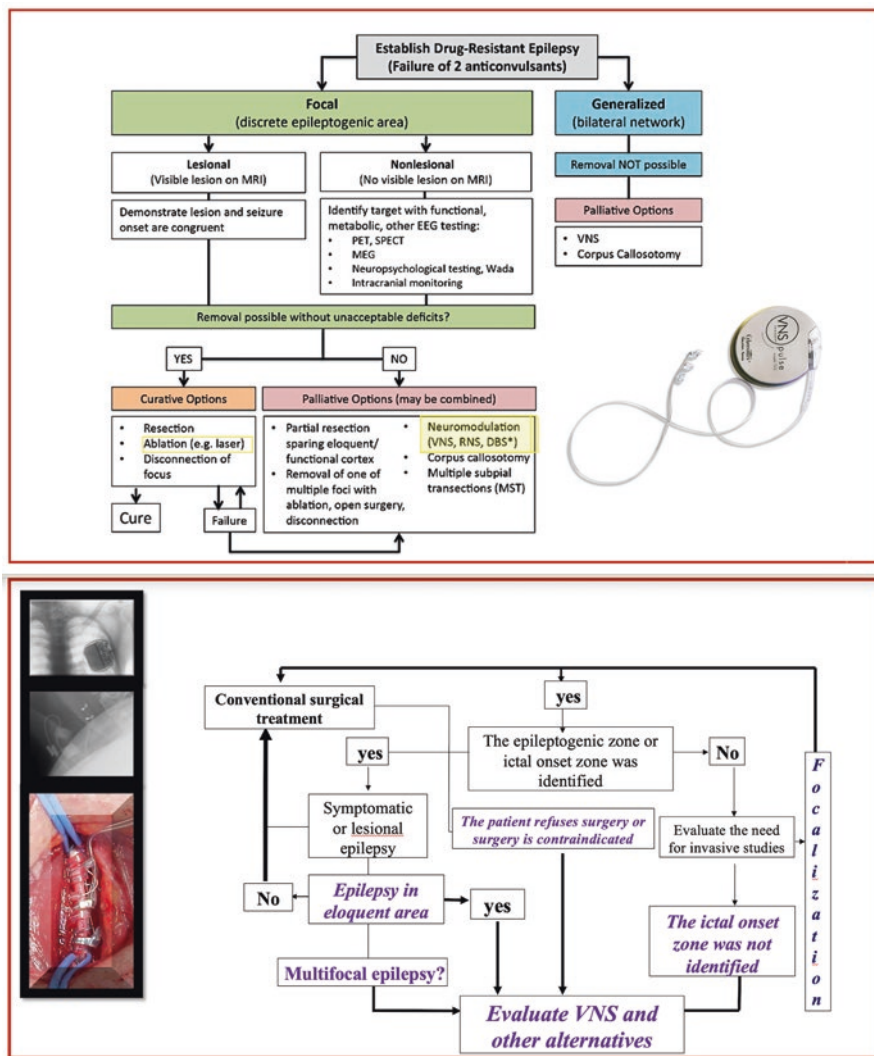 Establish Drug-Resistant Epilepsy
(Failure of 2 anticonvulsants)
Focal
(discrete epileptogenic area)
Generalized
(bilateral network)
Lesional
(Visible lesion on MRI)
Nonlesional
(No visible lesion on MRI)
Removal NOT possible
Demonstrate lesion and seizure
onset are congruent
Identify target with functional,
metabolic, other EEG testing:
• PET, SPECT
• MEG
• Neuropsychological testing, Wada
• Intracranial monitoring
Palliative Options
• VNS
• Corpus Callosotomy
Removal possible without unacceptable deficits?
YES
NO
Curative Options
• Resection
• Ablation (e.g. laser)
• Disconnection of
focus
Cure
Failure
Palliative Options (may be combined)
• Partial resection
sparing eloquent/
functional cortex
• Removal of one of
multiple foci with
ablation, open surgery,
disconnection
• Neuromodulation
(VNS, RNS, DBS*)
• Corpus callosotomy
• Multiple subpial
transections (MST)
VNS
pulse
Conventional surgical
treatment
yes
The epileptogenic zone or
ictal onset zone was
identified
yes
No
Symptomatic
or lesional
epilepsy
The patient refuses surgery or
surgery is contraindicated
Evaluate the need
for invasive studies
No
Epilepsy in
eloquent area
yes
The ictal onset
zone was not
identified
Multifocal epilepsy?
Evaluate VNS and
other alternatives
Focalization